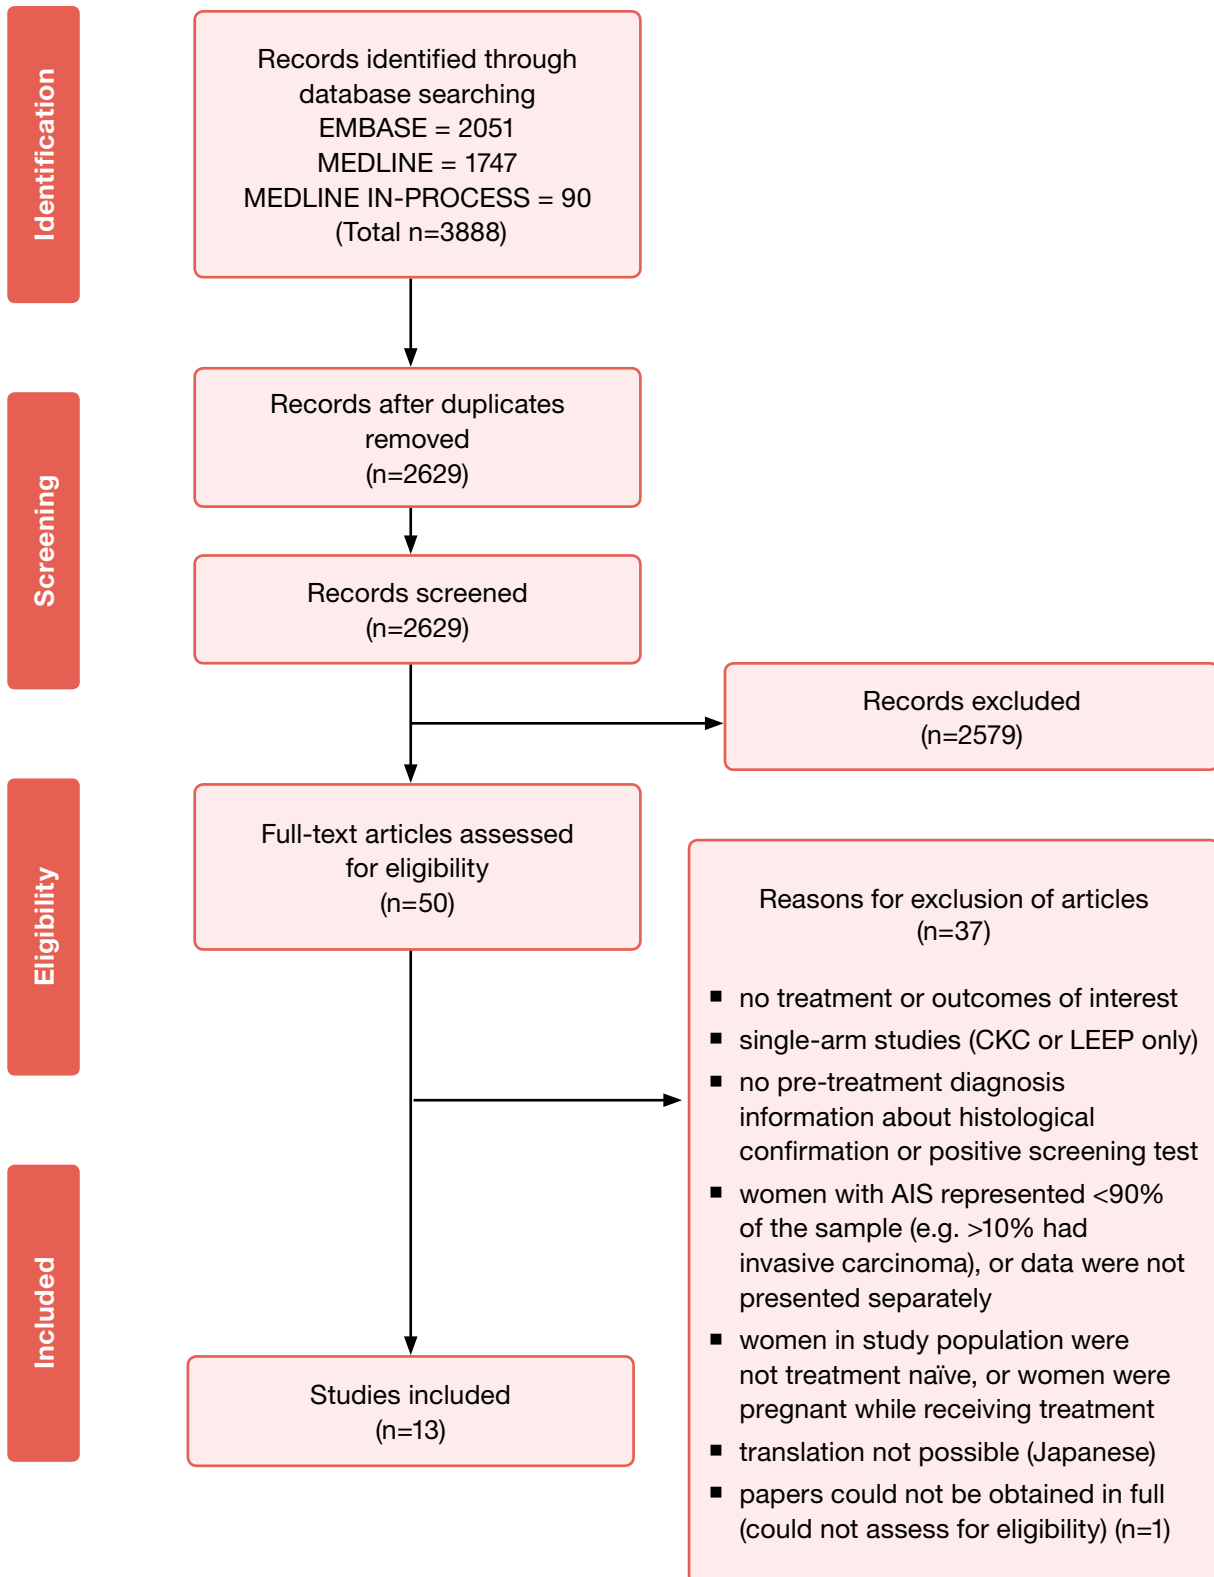 Identification
Records identified through
database searching
EMBASE = 2051
MEDLINE = 1747
MEDLINE IN-PROCESS = 90
(Total n=3888)
Screening
Records after duplicates
removed
(n=2629)
Records screened
(n=2629)
Records excluded
(n=2579)
Eligibility
Full-text articles assessed
for eligibility
(n=50)
Reasons for exclusion of articles
(n=37)
▪ no treatment or outcomes of interest
▪ single-arm studies (CKC or LEEP only)
▪ no pre-treatment diagnosis
information about histological
confirmation or positive screening test
▪ women with AIS represented <90%
of the sample (e.g. >10% had
invasive carcinoma), or data were not
presented separately
▪ women in study population were
not treatment naïve, or women were
pregnant while receiving treatment
▪ translation not possible (Japanese)
▪ papers could not be obtained in full
(could not assess for eligibility) (n=1)
Included
Studies included
(n=13)